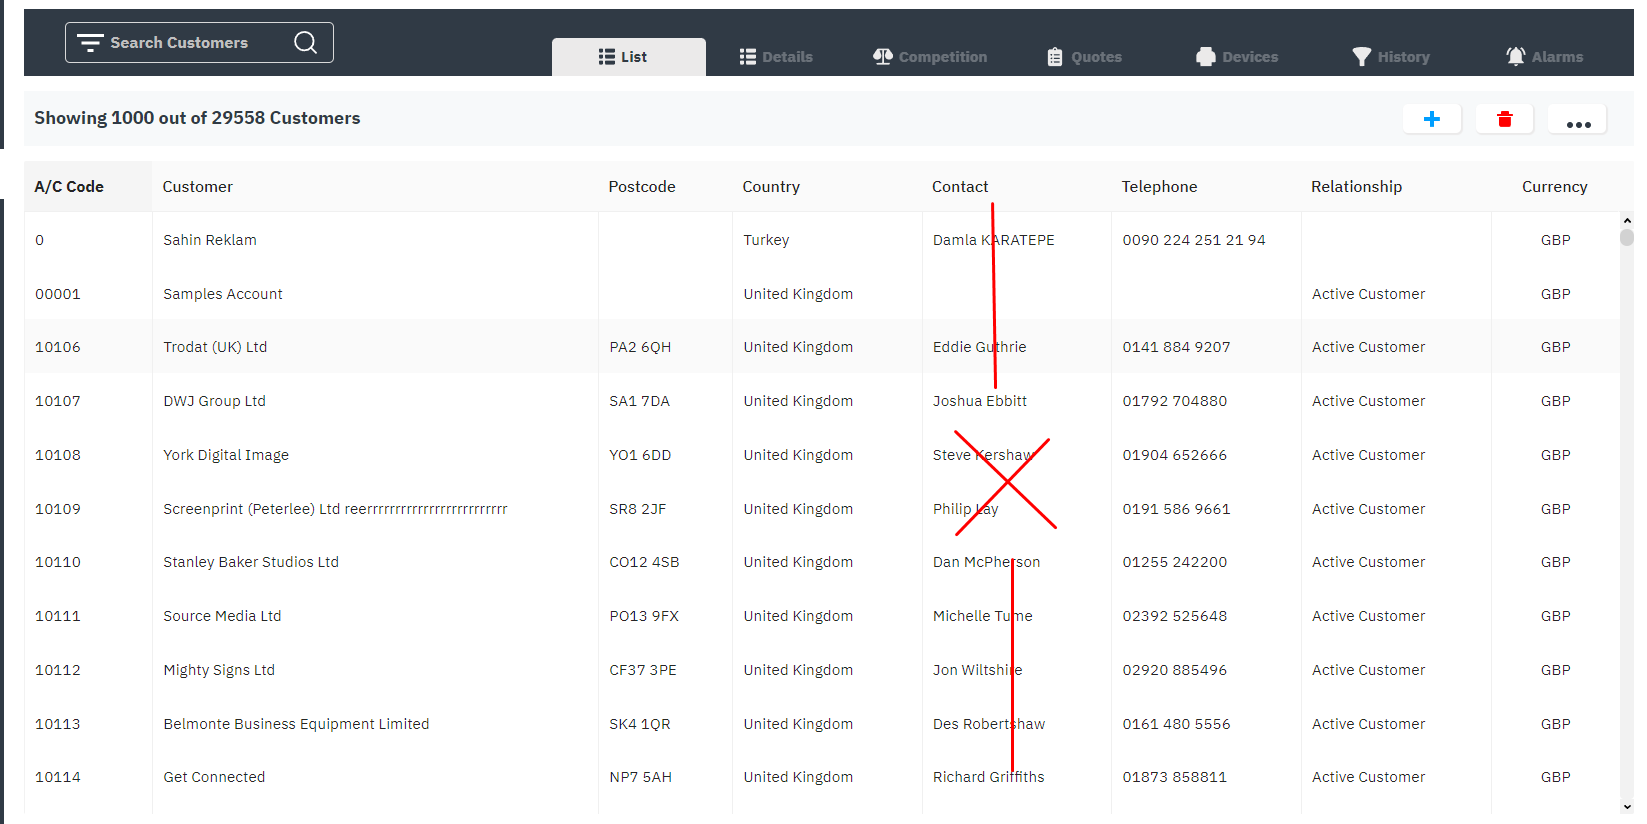 Search Customers
List Details Competition Quotes Devices History Alarms
Showing 1000 out of 29558 Customers
A/C Code Customer Postcode Country Contact Telephone Relationship Currency
0 Sahin Reklam Turkey Damla KARATEPE 0090 224 251 21 94 GBP
00001 Samples Account United Kingdom Active Customer GBP
10106 Trodat (UK) Ltd PA2 6QH United Kingdom Eddie Guthrie 0141 884 9207 Active Customer GBP
10107 DWJ Group Ltd SA1 7DA United Kingdom Joshua Ebbitt 01792 704880 Active Customer GBP
10108 York Digital Image YO1 6DD United Kingdom Steve Kershaw 01904 652666 Active Customer GBP
10109 Screenprint (Peterlee) Ltd reerrrrrrrrrrrrrrrrrrrrrrrrr SR8 2JF United Kingdom Philip Lay 0191 586 9661 Active Customer GBP
10110 Stanley Baker Studios Ltd CO12 4SB United Kingdom Dan McPherson 01255 242200 Active Customer GBP
10111 Source Media Ltd PO13 9FX United Kingdom Michelle Tume 02392 525648 Active Customer GBP
10112 Mighty Signs Ltd CF37 3PE United Kingdom Jon Wiltshire 02920 885496 Active Customer GBP
10113 Belmonte Business Equipment Limited SK4 1QR United Kingdom Des Robertshaw 0161 480 5556 Active Customer GBP
10114 Get Connected NP7 5AH United Kingdom Richard Griffiths 01873 858811 Active Customer GBP